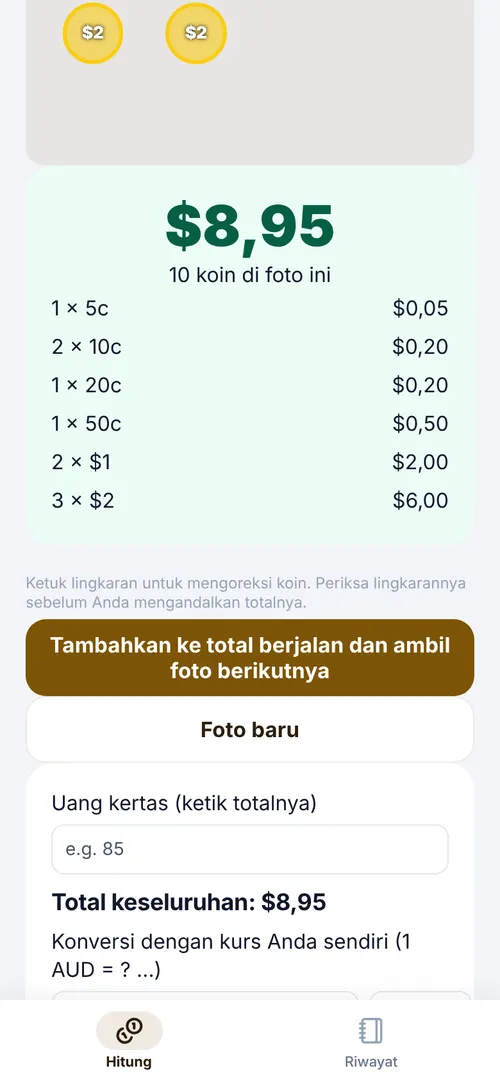 $2 $2
$8,95
10 koin di foto ini
1 × 5c $0,05
2 × 10c $0,20
1 × 20c $0,20
1 × 50c $0,50
2 × $1 $2,00
3 × $2 $6,00
Ketuk lingkaran untuk mengoreksi koin. Periksa lingkarannya
sebelum Anda mengandalkan totalnya.
Tambahkan ke total berjalan dan ambil
foto berikutnya
Foto baru
Uang kertas (ketik totalnya)
e.g. 85
Total keseluruhan: $8,95
Konversi dengan kurs Anda sendiri (1
AUD = ? ...)
Hitung Riwayat